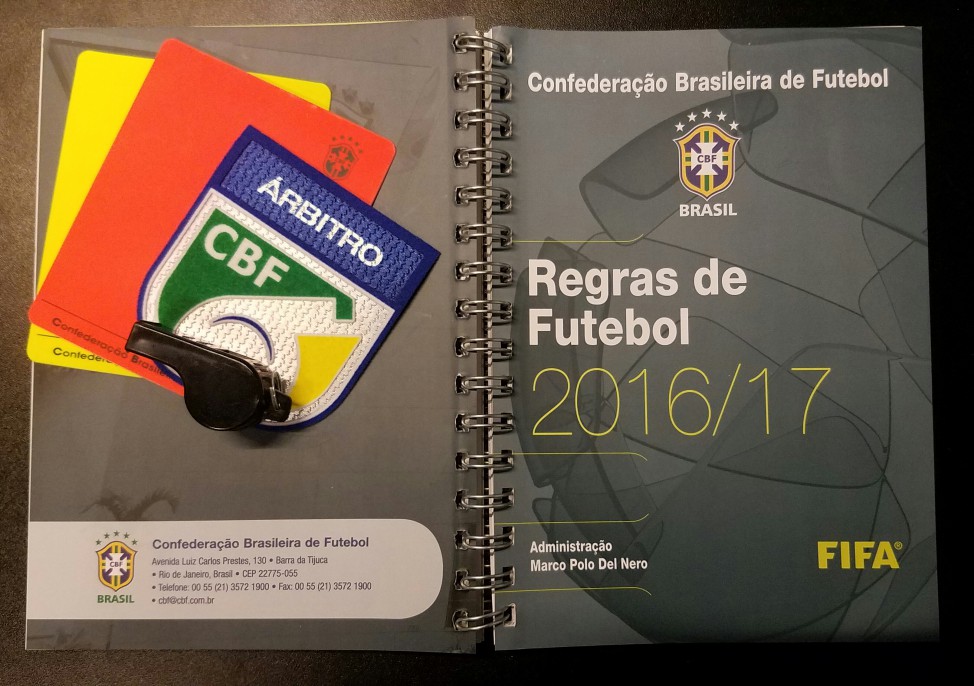 ÁRBITRO
CBF
Confederação Brasile
Confede
Confederação Brasileira de Futebol
Avenida Luiz Carlos Prestes, 130 • Barra da Tijuca
• Rio de Janeiro, Brasil • CEP 22775-055
• Telefone: 00 55 (21) 3572 1900 • Fax: 00 55 (21) 3572 1900
• cbf@cbf.com.br
CBF
BRASIL
Confederação Brasileira de Futebol
CBF
BRASIL
Regras de
Futebol
2016/17
Administração
Marco Polo Del Nero
FIFA®